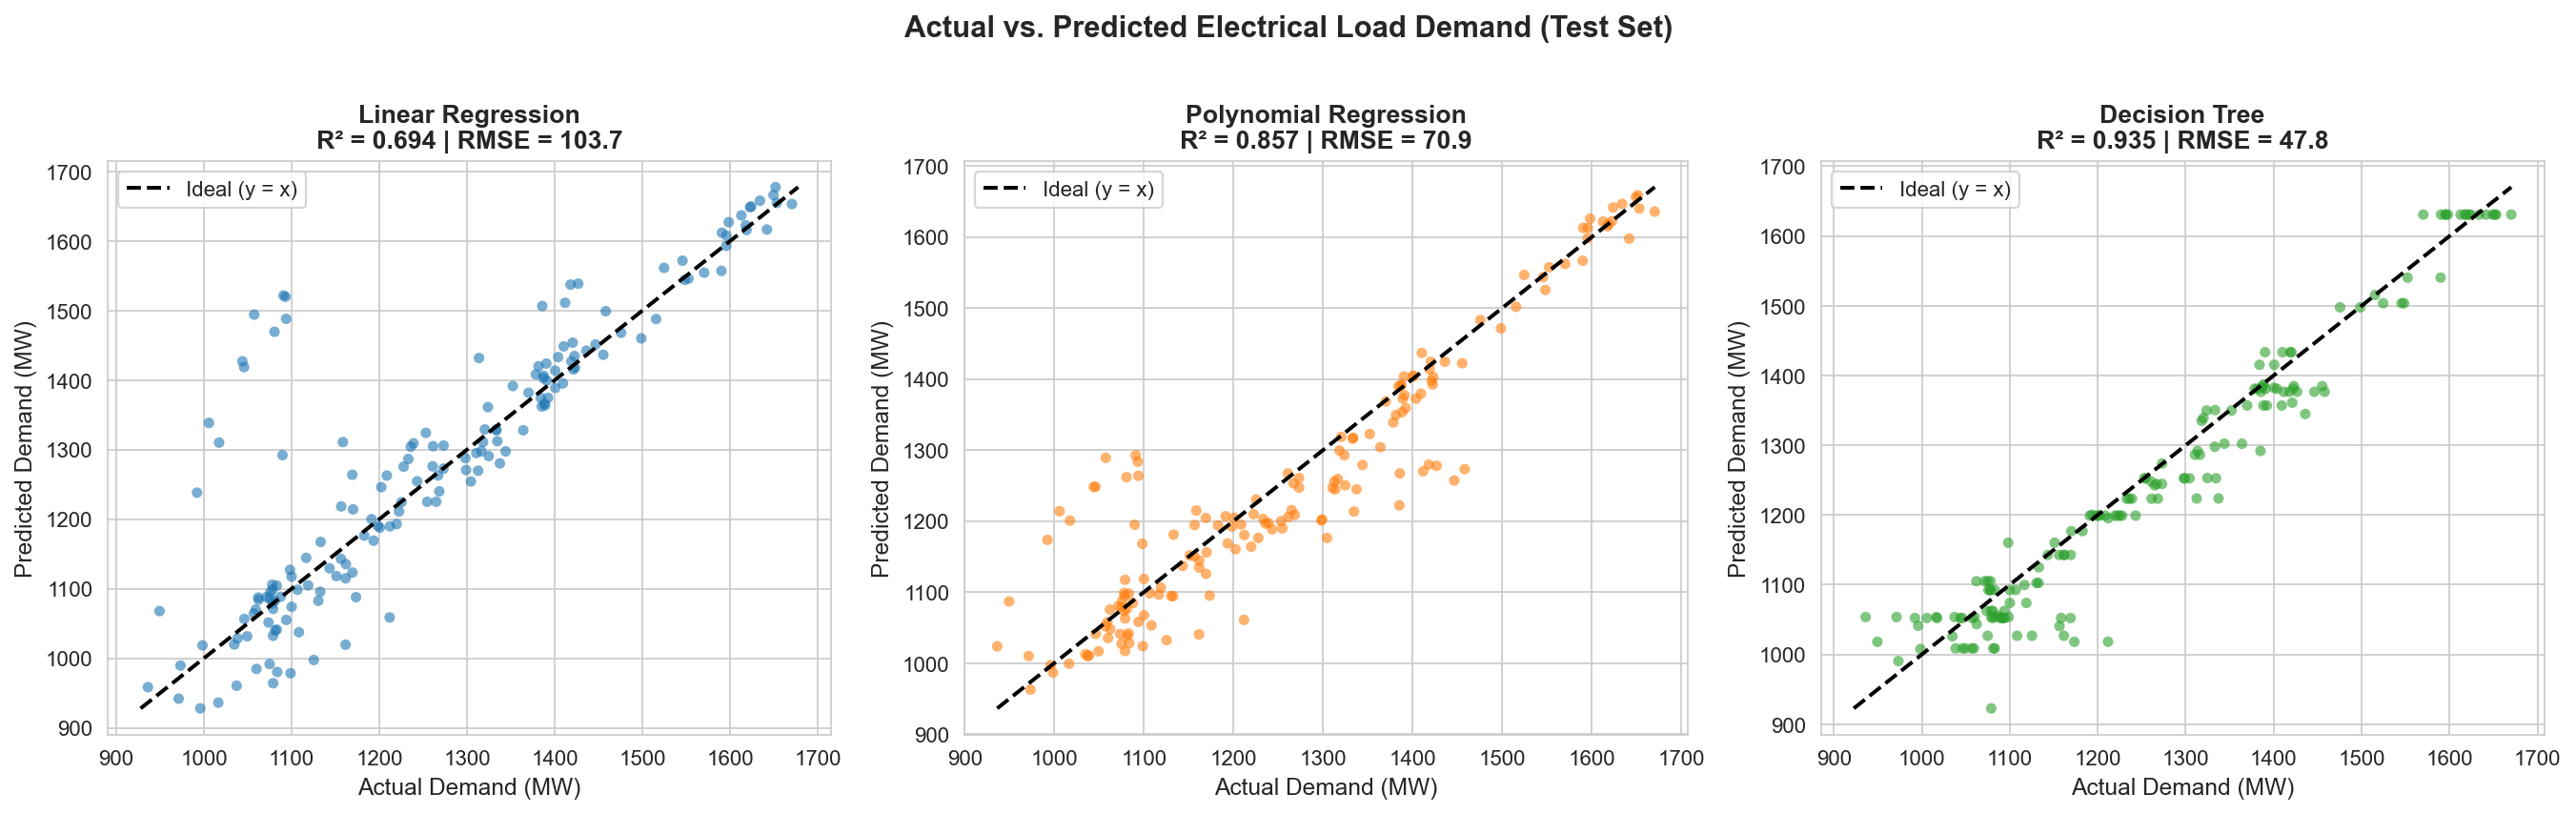 Actual vs. Predicted Electrical Load Demand (Test Set)
Linear Regression
R² = 0.694 | RMSE = 103.7
Ideal (y = x)
1700
1600
1500
1400
1300
1200
1100
1000
900
Predicted Demand (MW)
900 1000 1100 1200 1300 1400 1500 1600 1700
Actual Demand (MW)
Polynomial Regression
R² = 0.857 | RMSE = 70.9
Ideal (y = x)
1700
1600
1500
1400
1300
1200
1100
1000
900
Predicted Demand (MW)
900 1000 1100 1200 1300 1400 1500 1600 1700
Actual Demand (MW)
Decision Tree
R² = 0.935 | RMSE = 47.8
Ideal (y = x)
1700
1600
1500
1400
1300
1200
1100
1000
900
Predicted Demand (MW)
900 1000 1100 1200 1300 1400 1500 1600 1700
Actual Demand (MW)